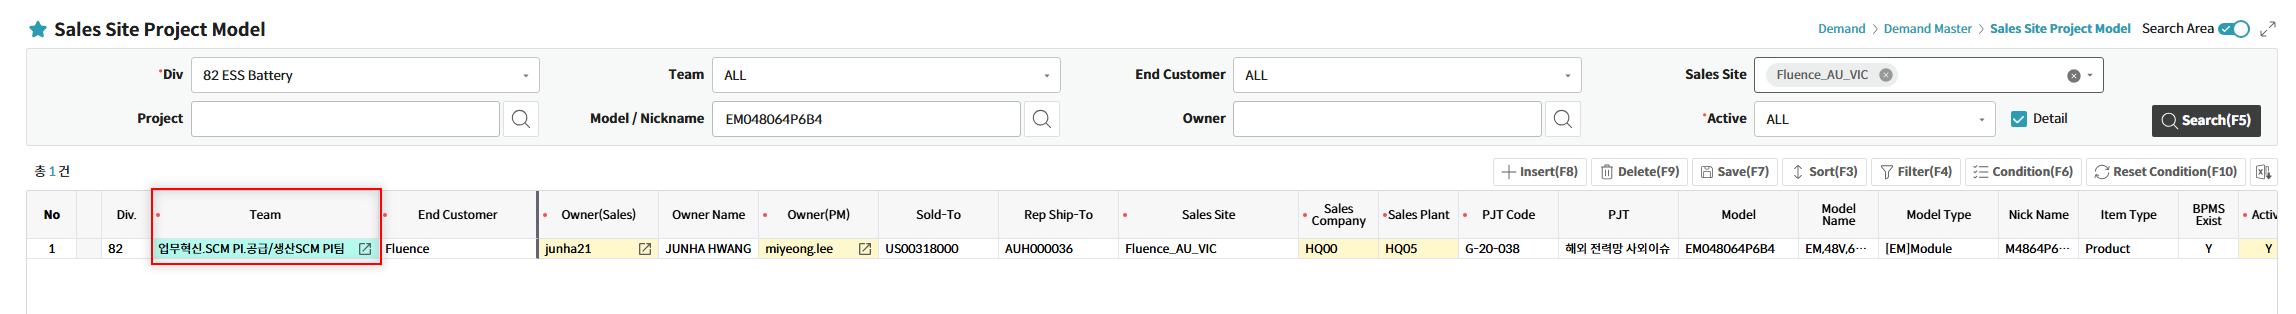 Sales Site Project Model
Demand > Demand Master > Sales Site Project Model Search Area
*Div 82 ESS Battery Team ALL End Customer ALL Sales Site Fluence_AU_VIC
Project Model / Nickname EM048064P6B4 Owner *Active ALL Detail Search(F5)
총 1 건
Insert(F8) Delete(F9) Save(F7) Sort(F3) Filter(F4) Condition(F6) Reset Condition(F10)
No Div. Team End Customer Owner(Sales) Owner Name Owner(PM) Sold-To Rep Ship-To Sales Site Sales Company Sales Plant PJT Code PJT Model Model Name Model Type Nick Name Item Type BPMS Exist Activ
1 82 업무혁신.SCM PI.공급/생산SCM PI팀 Fluence junha21 JUNHA HWANG miyeong.lee US00318000 AUH000036 Fluence_AU_VIC HQ00 HQ05 G-20-038 해외 전력망 사외이슈 EM048064P6B4 EM,48V,6··· [EM]Module M4864P6··· Product Y Y